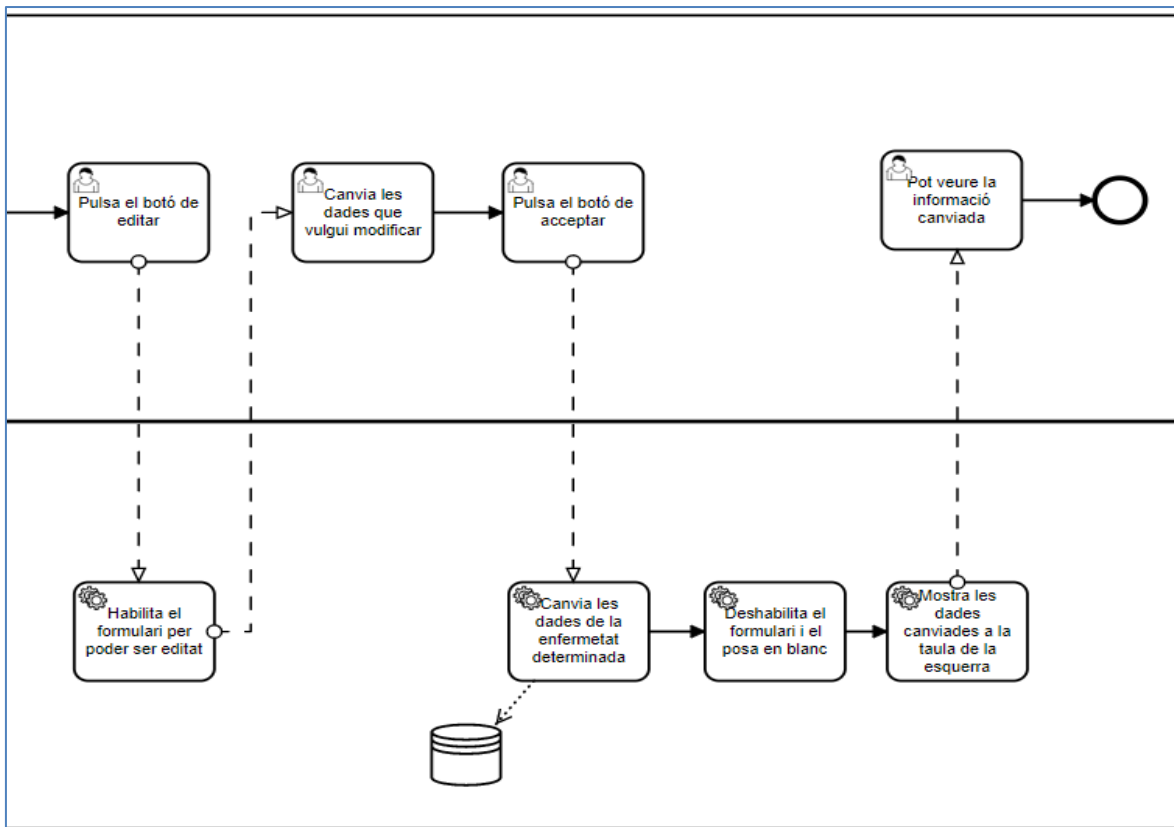 Pulsa el botó de
editar
Canvia les
dades que
vulgui modificar
Pulsa el botó de
acceptar
Pot veure la
informació
canviada
Habilita el
formulari per
poder ser editat
Canvia les
dades de la
enfermetat
determinada
Deshabilita el
formulari i el
posa en blanc
Mostra les
dades
canviades a la
taula de la
esquerra